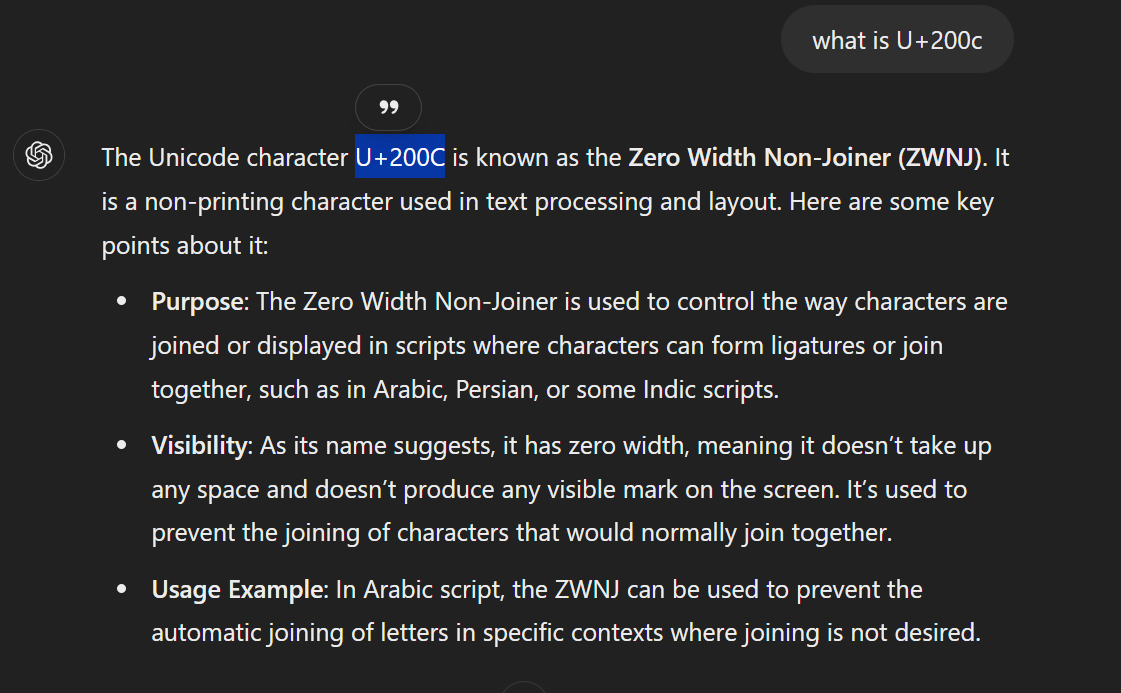 what is U+200c
”
The Unicode character U+200C is known as the Zero Width Non-Joiner (ZWNJ). It
is a non-printing character used in text processing and layout. Here are some key
points about it:
• Purpose: The Zero Width Non-Joiner is used to control the way characters are
joined or displayed in scripts where characters can form ligatures or join
together, such as in Arabic, Persian, or some Indic scripts.
• Visibility: As its name suggests, it has zero width, meaning it doesn’t take up
any space and doesn’t produce any visible mark on the screen. It’s used to
prevent the joining of characters that would normally join together.
• Usage Example: In Arabic script, the ZWNJ can be used to prevent the
automatic joining of letters in specific contexts where joining is not desired.